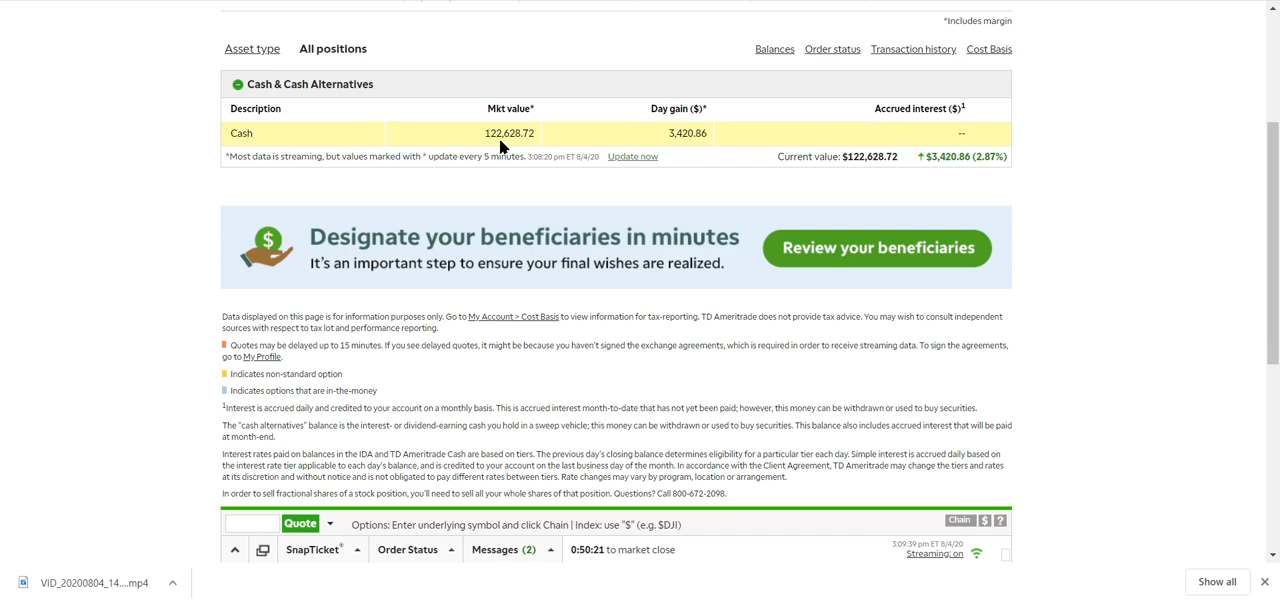 *Includes margin
Asset type All positions Balances Order status Transaction history Cost Basis
Cash & Cash Alternatives
Description Mkt value* Day gain ($)* Accrued interest ($)1
Cash 122,628.72 3,420.86 --
*Most data is streaming, but values marked with * update every 5 minutes. 3:08:20 pm ET 8/4/20 Update now Current value: $122,628.72 ↑ $3,420.86 (2.87%)
$ Designate your beneficiaries in minutes
It's an important step to ensure your final wishes are realized.
Review your beneficiaries
Data displayed on this page is for information purposes only. Go to My Account > Cost Basis to view information for tax-reporting. TD Ameritrade does not provide tax advice. You may wish to consult independent
sources with respect to tax lot and performance reporting.
Quotes may be delayed up to 15 minutes. If you see delayed quotes, it might be because you haven't signed the exchange agreements, which is required in order to receive streaming data. To sign the agreements,
go to My Profile.
Indicates non-standard option
Indicates options that are in-the-money
1Interest is accrued daily and credited to your account on a monthly basis. This is accrued interest month-to-date that has not yet been paid; however, this money can be withdrawn or used to buy securities.
The "cash alternatives" balance is the interest- or dividend-earning cash you hold in a sweep vehicle; this money can be withdrawn or used to buy securities. This balance also includes accrued interest that will be paid
at month-end.
Interest rates paid on balances in the IDA and TD Ameritrade Cash are based on tiers. The previous day's closing balance determines eligibility for a particular tier each day. Simple interest is accrued daily based on
the interest rate tier applicable to each day's balance, and is credited to your account on the last business day of the month. In accordance with the Client Agreement, TD Ameritrade may change the tiers and rates
at its discretion and without notice and is not obligated to pay different rates between tiers. Rate changes may vary by program, location or arrangement.
In order to sell fractional shares of a stock position, you'll need to sell all your whole shares of that position. Questions? Call 800-672-2098.
Quote Options: Enter underlying symbol and click Chain | Index: use "$" (e.g. $DJI) Chain $ ?
SnapTicket® Order Status Messages (2) 0:50:21 to market close 3:09:39 pm ET 8/4/20
Streaming: on
VID_20200804_14....mp4 Show all